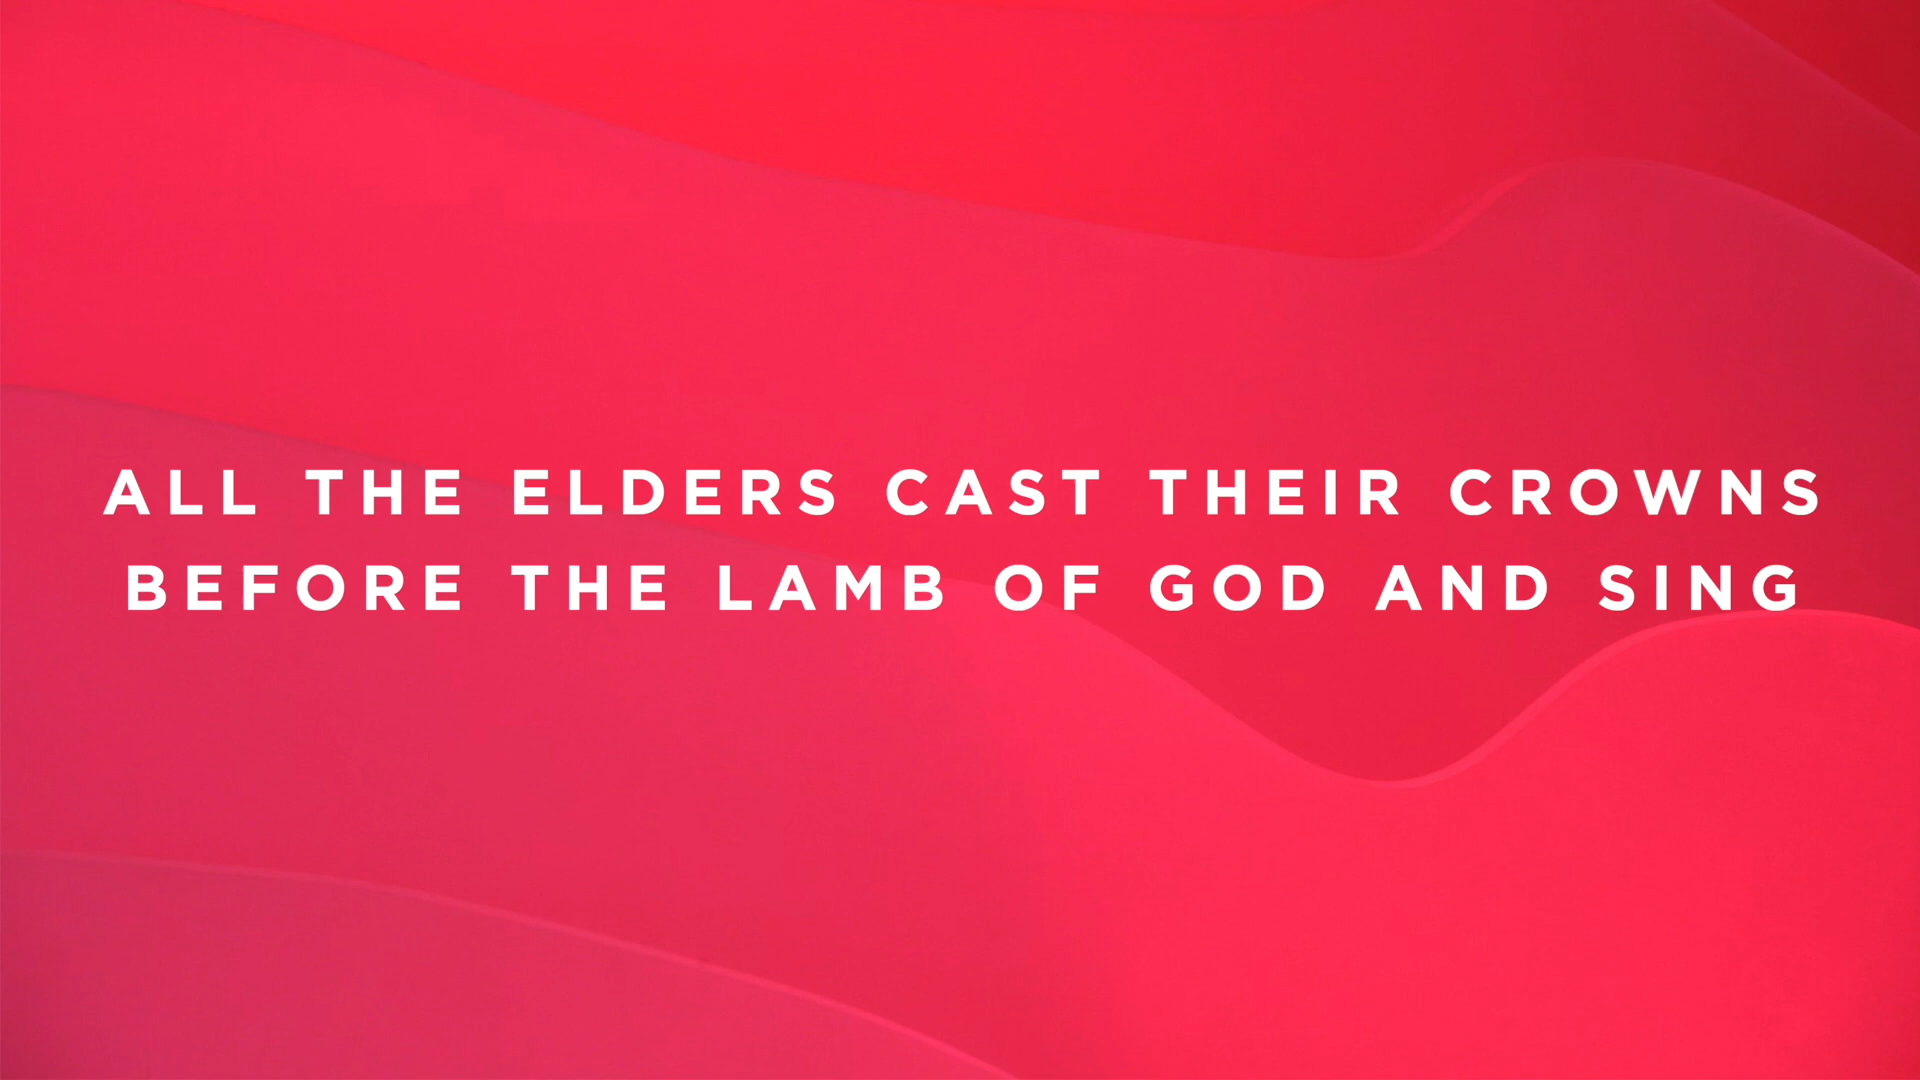 ALL THE ELDERS CAST THEIR CROWNS
BEFORE THE LAMB OF GOD AND SING